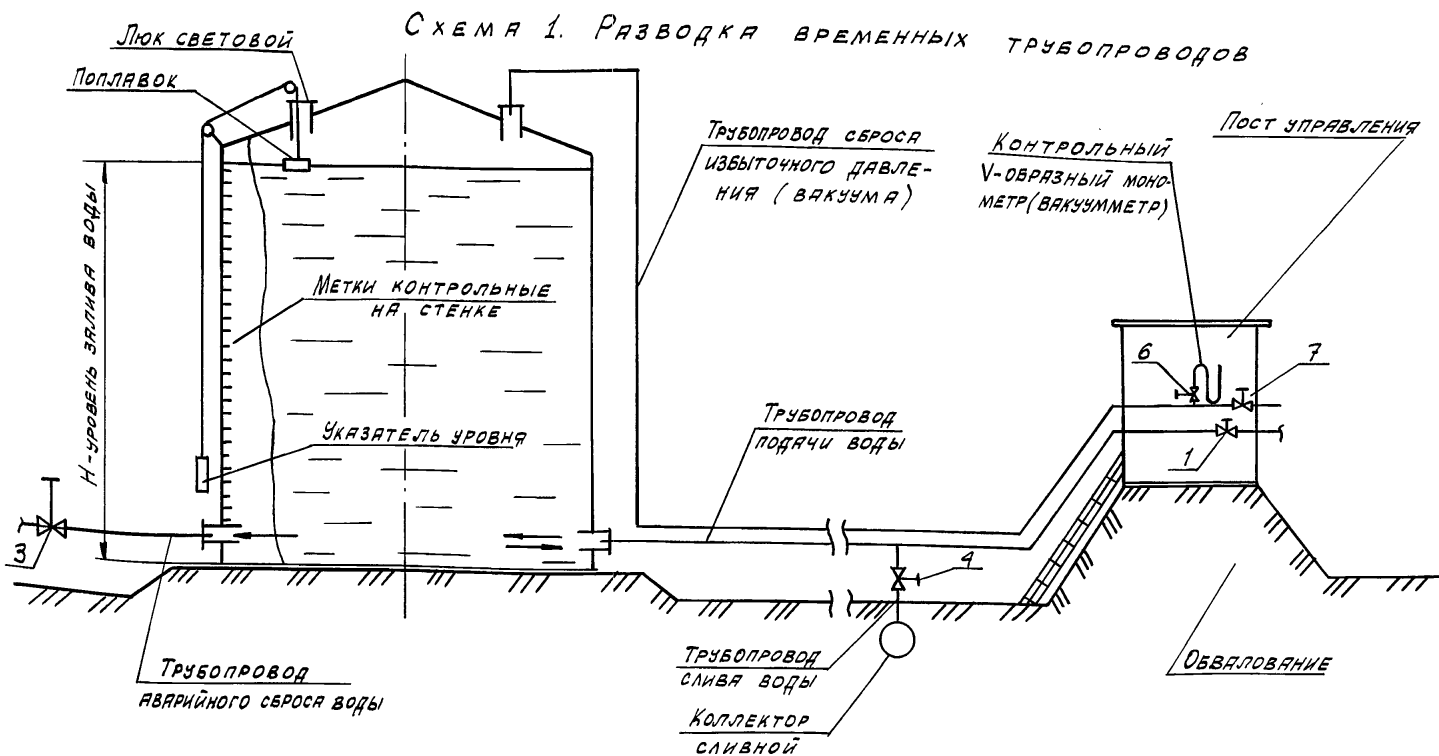 Схема 1. Разводка временных трубопроводов
Люк световой
Поплавок
Трубопровод сброса
избыточного давле-
ния (вакуума)
Контрольный
V-образный мано-
метр (вакуумметр)
Пост управления
H-уровень залива воды
Метки контрольные
на стенке
Указатель уровня
Трубопровод
подачи воды
6
7
1
3
4
Трубопровод
аварийного сброса воды
Трубопровод
слива воды
Коллектор
сливной
Обвалование